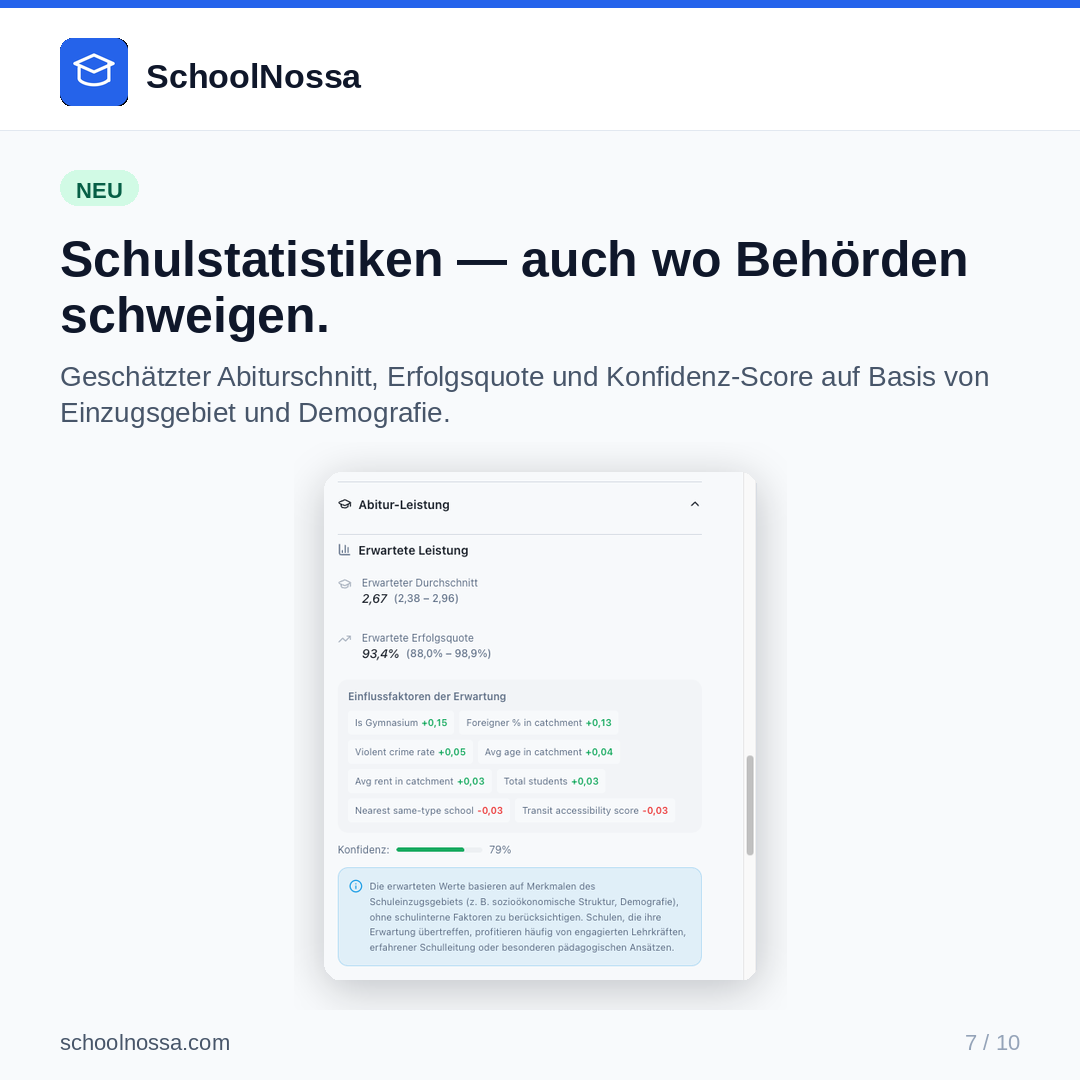 SchoolNossa
NEU
Schulstatistiken — auch wo Behörden
schweigen.
Geschätzter Abiturschnitt, Erfolgsquote und Konfidenz-Score auf Basis von
Einzugsgebiet und Demografie.
Abitur-Leistung
Erwartete Leistung
Erwarteter Durchschnitt
2,67 (2,38 – 2,96)
Erwartete Erfolgsquote
93,4% (88,0% – 98,9%)
Einflussfaktoren der Erwartung
Is Gymnasium +0,15 Foreigner % in catchment +0,13
Violent crime rate +0,05 Avg age in catchment +0,04
Avg rent in catchment +0,03 Total students +0,03
Nearest same-type school -0,03 Transit accessibility score -0,03
Konfidenz: 79%
Die erwarteten Werte basieren auf Merkmalen des
Schuleinzugsgebiets (z. B. sozioökonomische Struktur, Demografie),
ohne schulinterne Faktoren zu berücksichtigen. Schulen, die ihre
Erwartung übertreffen, profitieren häufig von engagierten Lehrkräften,
erfahrener Schulleitung oder besonderen pädagogischen Ansätzen.
schoolnossa.com 7 / 10